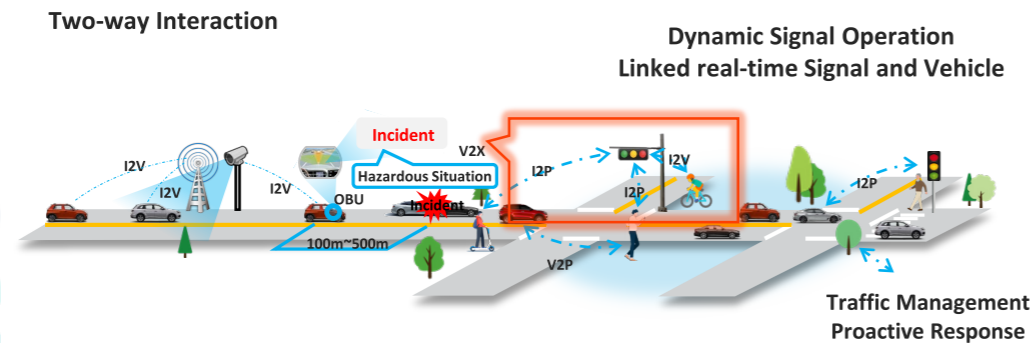 Two-way Interaction
Dynamic Signal Operation
Linked real-time Signal and Vehicle
Incident
V2X
I2V
I2V
I2V
Hazardous Situation
OBU
Incident
I2P
I2V
I2P
I2P
100m~500m
V2P
Traffic Management
Proactive Response